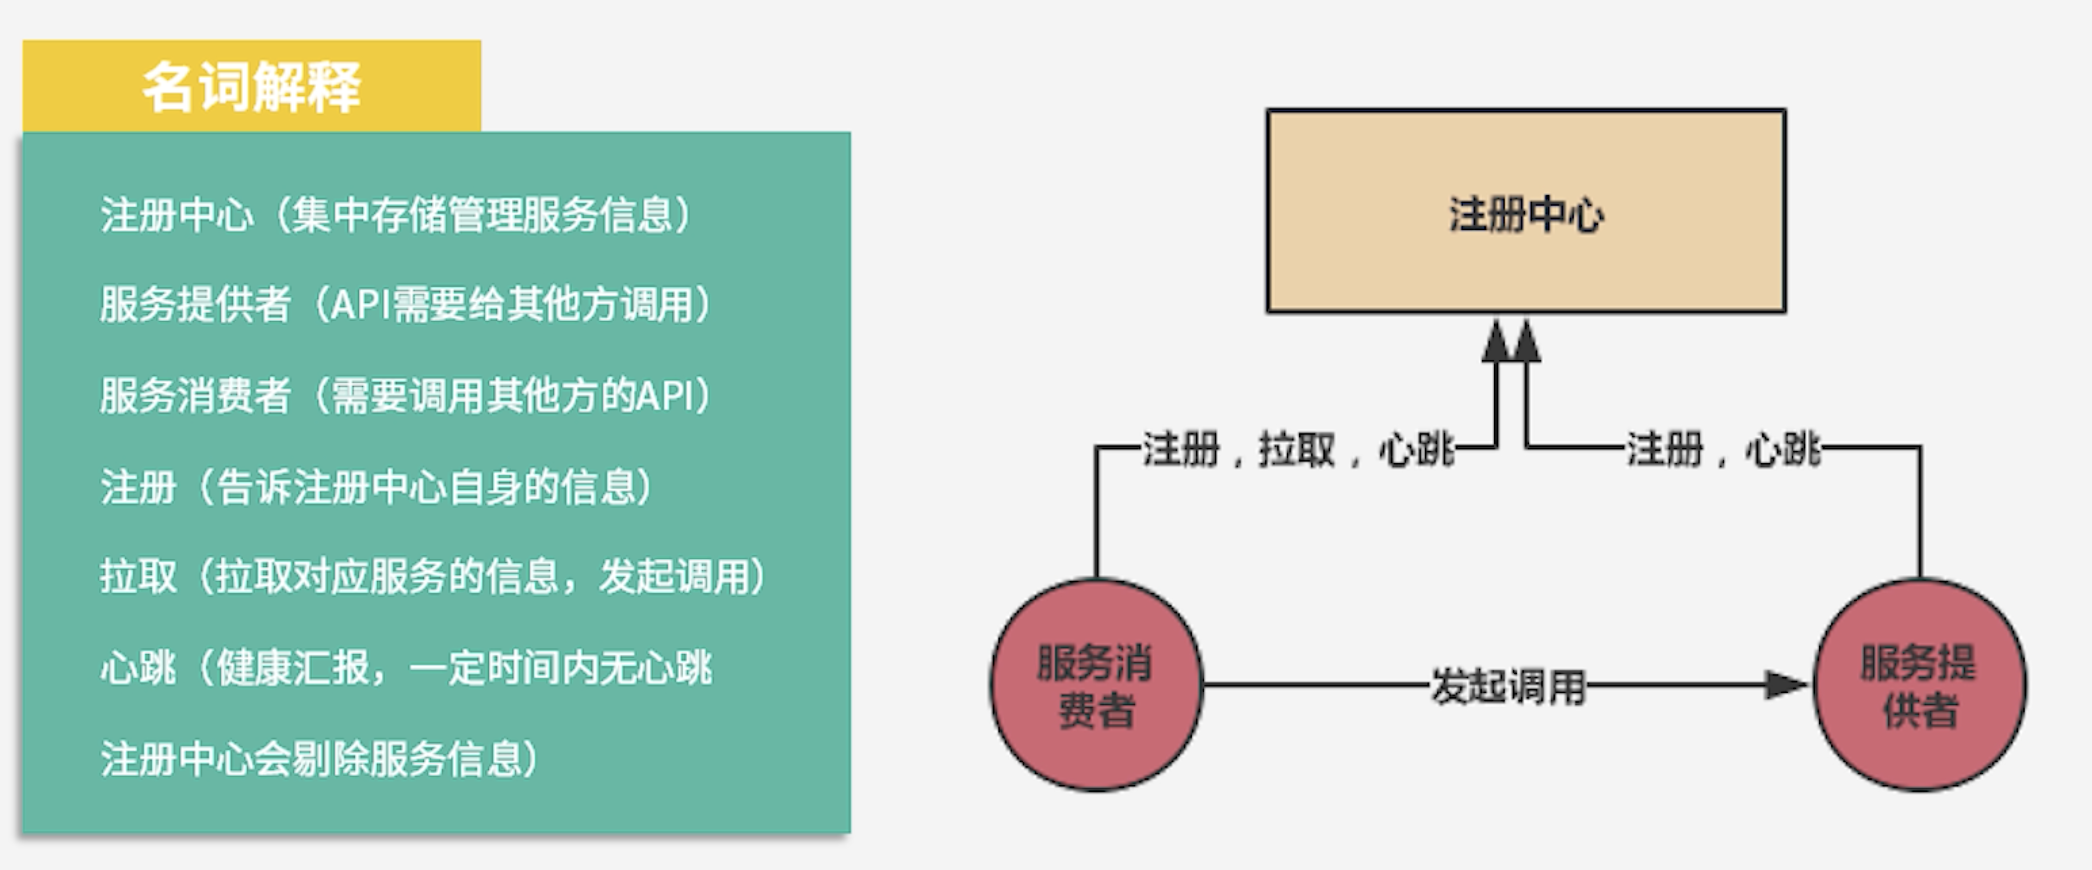 名词解释
注册中心（集中存储管理服务信息）
服务提供者（API需要给其他方调用）
服务消费者（需要调用其他方的API）
注册（告诉注册中心自身的信息）
拉取（拉取对应服务的信息，发起调用）
心跳（健康汇报，一定时间内无心跳
注册中心会剔除服务信息）
注册中心
注册，拉取，心跳
注册，心跳
服务消
费者
发起调用
服务提
供者